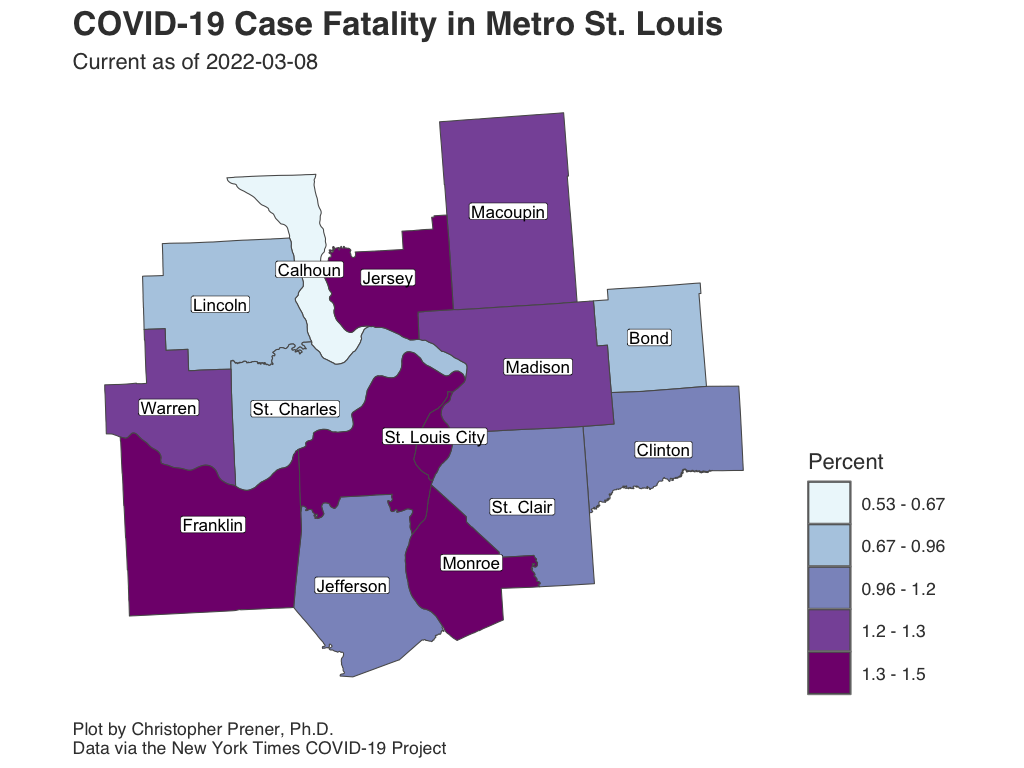 COVID-19 Case Fatality in Metro St. Louis
Current as of 2022-03-08
Macoupin
Calhoun
Jersey
Lincoln
Bond
Madison
Warren
St. Charles
St. Louis City
Clinton
St. Clair
Franklin
Monroe
Jefferson
Percent
0.53 - 0.67
0.67 - 0.96
0.96 - 1.2
1.2 - 1.3
1.3 - 1.5
Plot by Christopher Prener, Ph.D.
Data via the New York Times COVID-19 Project